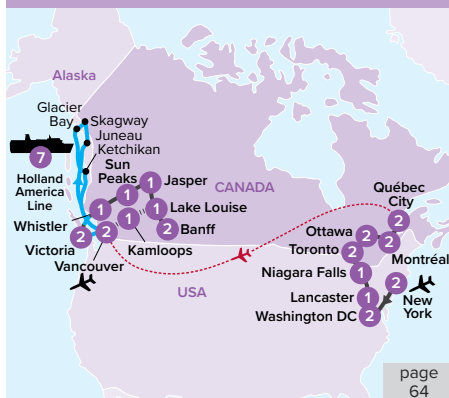 Alaska
Glacier
Bay
Skagway
Juneau
Ketchikan
7
Holland
America
Line
Sun
Peaks
1
1
Jasper
CANADA
1
1
Lake Louise
1
Whistler
2
Banff
Kamloops
Victoria
2
2
Vancouver
USA
Québec
City
2
Ottawa
2
2
Montréal
Toronto
2
Niagara Falls
1
2
New
York
Lancaster
1
Washington DC
2
page
64